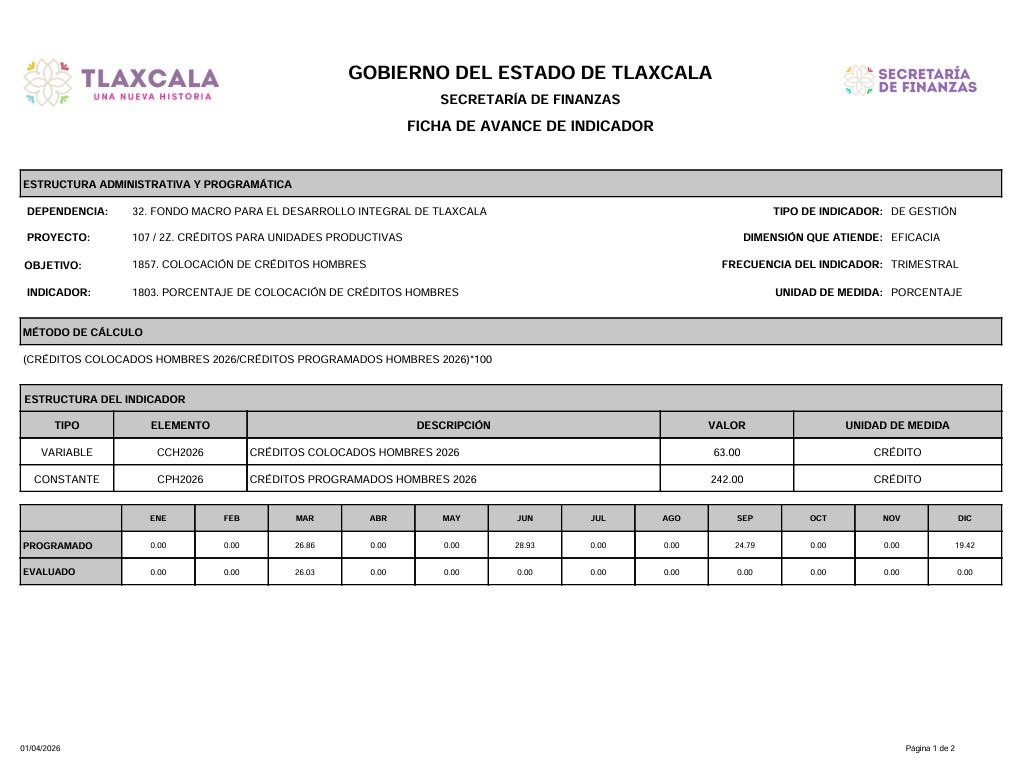 TLAXCALA
UNA NUEVA HISTORIA
GOBIERNO DEL ESTADO DE TLAXCALA
SECRETARÍA DE FINANZAS
FICHA DE AVANCE DE INDICADOR
SECRETARÍA
DE FINANZAS
ESTRUCTURA ADMINISTRATIVA Y PROGRAMÁTICA
DEPENDENCIA: 32. FONDO MACRO PARA EL DESARROLLO INTEGRAL DE TLAXCALA TIPO DE INDICADOR: DE GESTIÓN
PROYECTO: 107 / 2Z. CRÉDITOS PARA UNIDADES PRODUCTIVAS DIMENSIÓN QUE ATIENDE: EFICACIA
OBJETIVO: 1857. COLOCACIÓN DE CRÉDITOS HOMBRES FRECUENCIA DEL INDICADOR: TRIMESTRAL
INDICADOR: 1803. PORCENTAJE DE COLOCACIÓN DE CRÉDITOS HOMBRES UNIDAD DE MEDIDA: PORCENTAJE
MÉTODO DE CÁLCULO
(CRÉDITOS COLOCADOS HOMBRES 2026/CRÉDITOS PROGRAMADOS HOMBRES 2026)*100
ESTRUCTURA DEL INDICADOR
TIPO ELEMENTO DESCRIPCIÓN VALOR UNIDAD DE MEDIDA
VARIABLE CCH2026 CRÉDITOS COLOCADOS HOMBRES 2026 63.00 CRÉDITO
CONSTANTE CPH2026 CRÉDITOS PROGRAMADOS HOMBRES 2026 242.00 CRÉDITO
ENE FEB MAR ABR MAY JUN JUL AGO SEP OCT NOV DIC
PROGRAMADO 0.00 0.00 26.86 0.00 0.00 28.93 0.00 0.00 24.79 0.00 0.00 19.42
EVALUADO 0.00 0.00 26.03 0.00 0.00 0.00 0.00 0.00 0.00 0.00 0.00 0.00
01/04/2026 Página 1 de 2